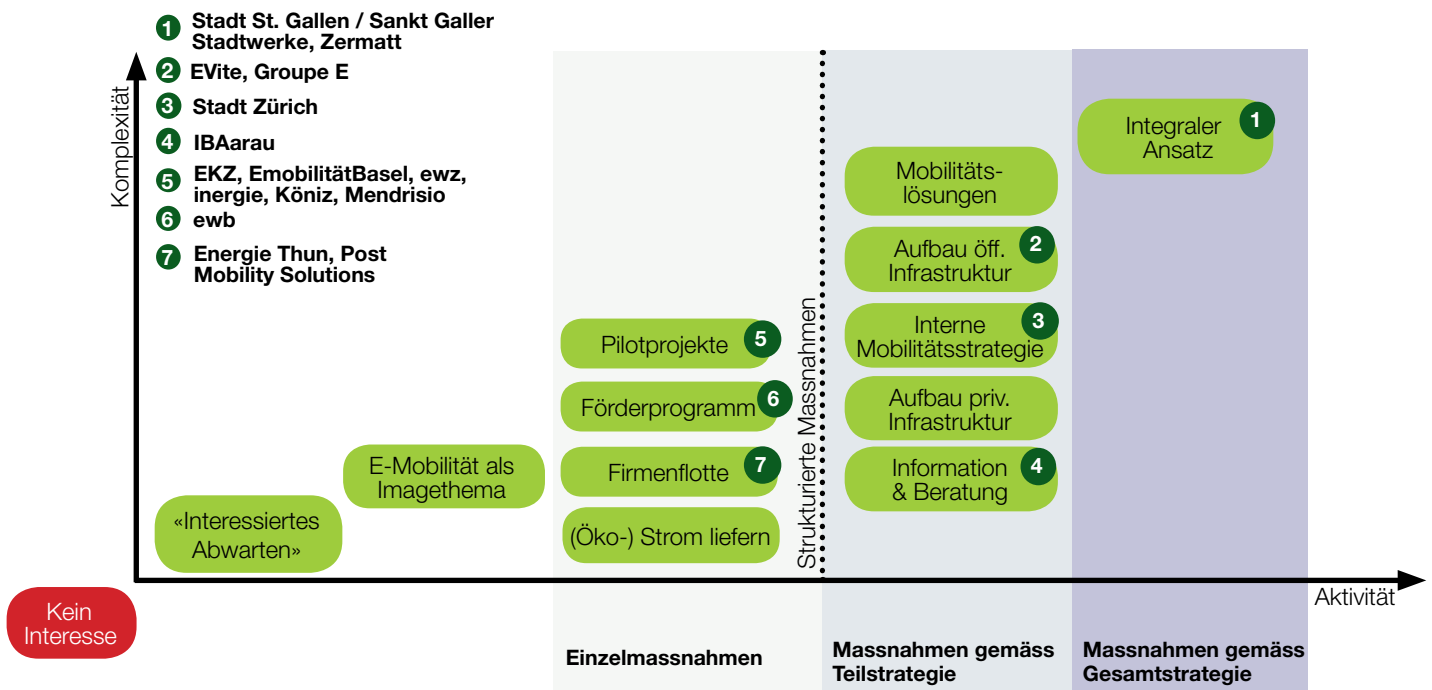 1 Stadt St. Gallen / Sankt Galler
Stadtwerke, Zermatt
2 EVite, Groupe E
3 Stadt Zürich
4 IBAarau
5 EKZ, EmobilitätBasel, ewz,
inergie, Köniz, Mendrisio
6 ewb
7 Energie Thun, Post
Mobility Solutions
Komplexität
Kein
Interesse
«Interessiertes
Abwarten»
E-Mobilität als
Imagethema
Pilotprojekte 5
Förderprogramm 6
Firmenflotte 7
(Öko-) Strom liefern
Strukturierte Massnahmen
Mobilitäts-
lösungen
Aufbau öff. 2
Infrastruktur
Interne 3
Mobilitätsstrategie
Aufbau priv.
Infrastruktur
Information 4
& Beratung
Integraler 1
Ansatz
Aktivität
Einzelmassnahmen
Massnahmen gemäss
Teilstrategie
Massnahmen gemäss
Gesamtstrategie